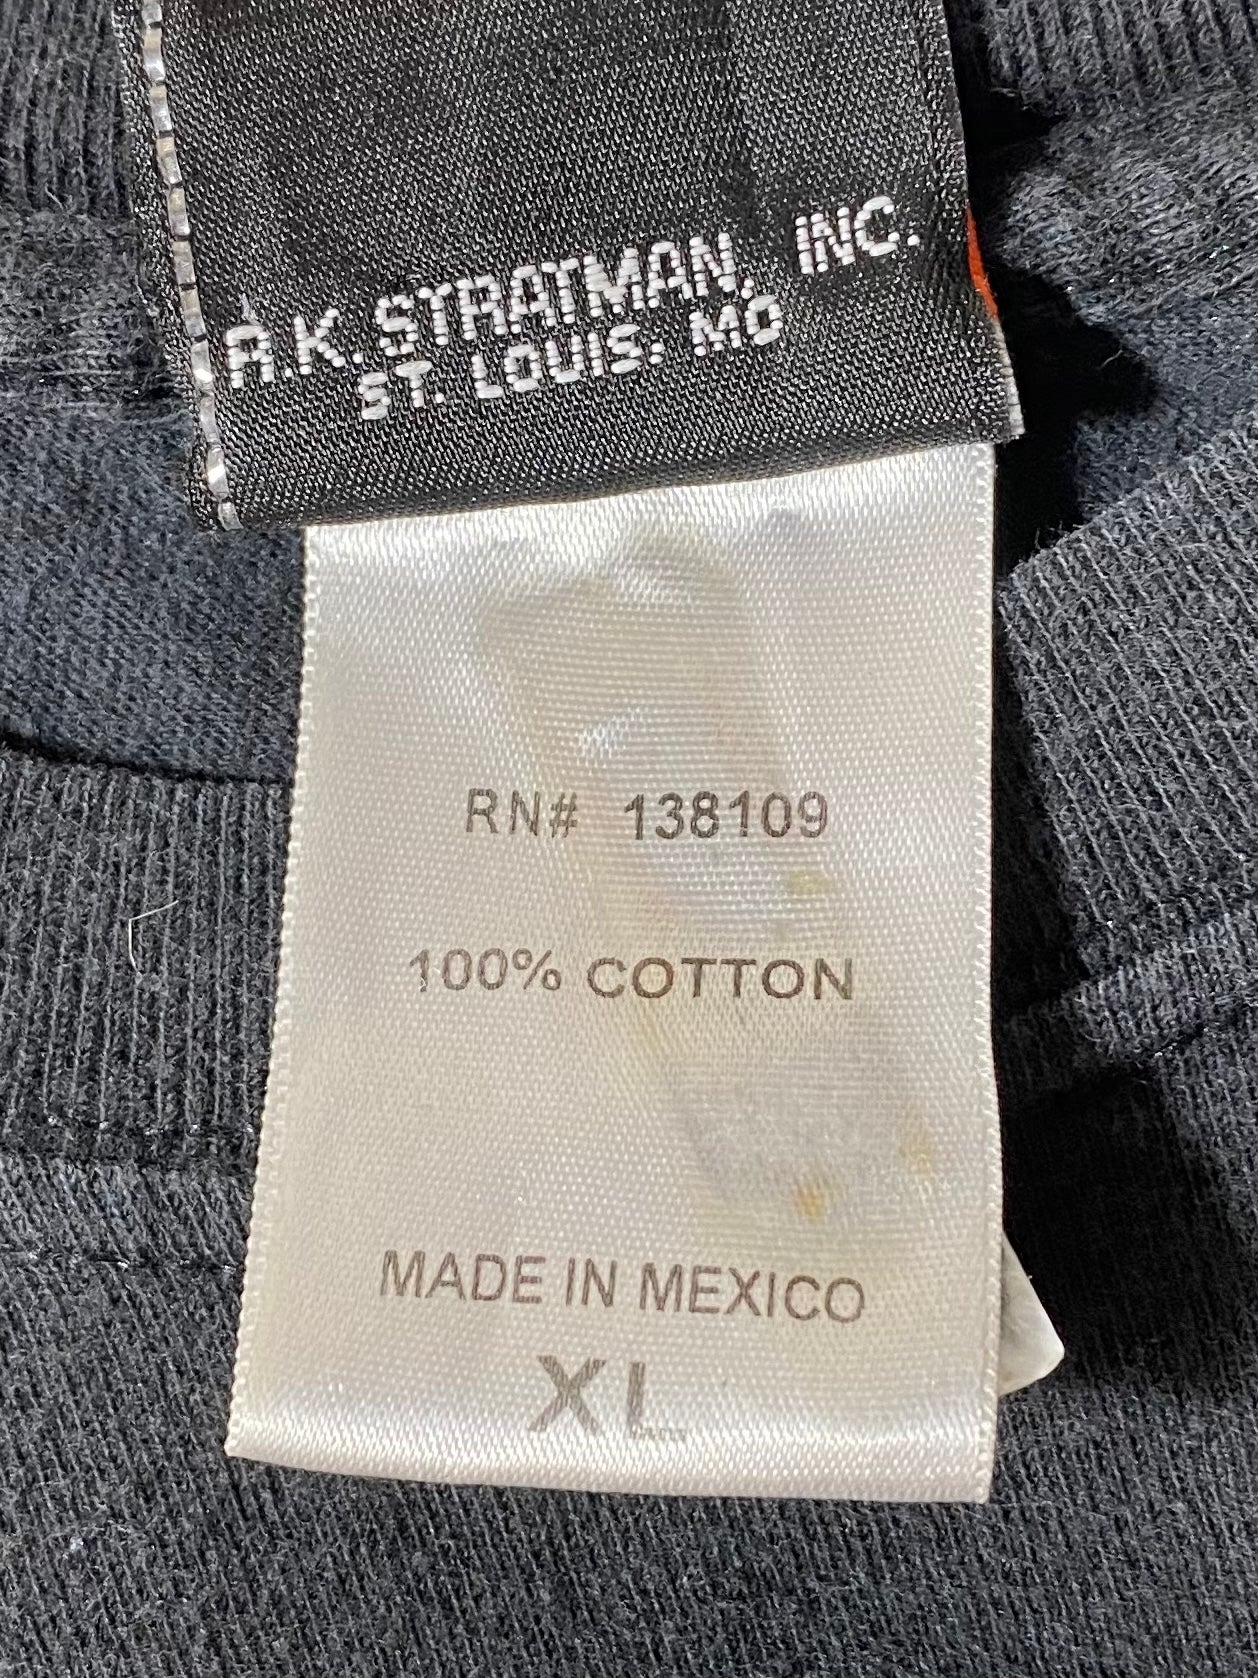 A.K. STRATMAN, INC.
ST. LOUIS, MO
RN# 138109
100% COTTON
MADE IN MEXICO
XL